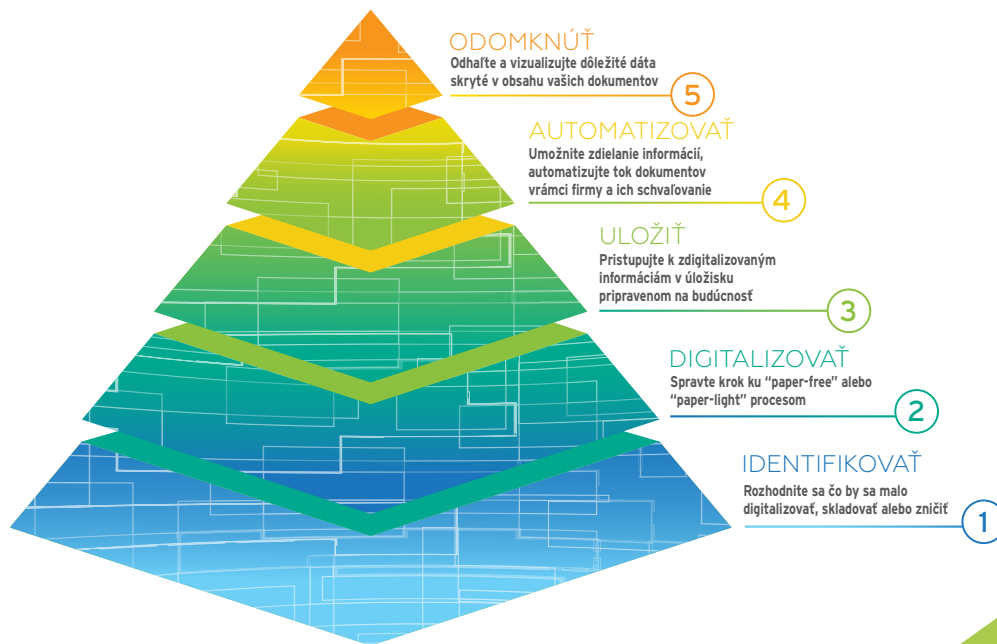 ODOMKNÚŤ
Odhaľte a vizualizujte dôležité dáta
skryté v obsahu vašich dokumentov
5
AUTOMATIZOVAŤ
Umožnite zdielanie informácií,
automatizujte tok dokumentov
vrámci firmy a ich schvaľovanie
4
ULOŽIŤ
Pristupujte k zdigitalizovaným
informáciám v úložisku
pripravenom na budúcnosť
3
DIGITALIZOVAŤ
Spravte krok ku “paper-free” alebo
“paper-light” procesom
2
IDENTIFIKOVAŤ
Rozhodnite sa čo by sa malo
digitalizovať, skladovať alebo zničiť
1